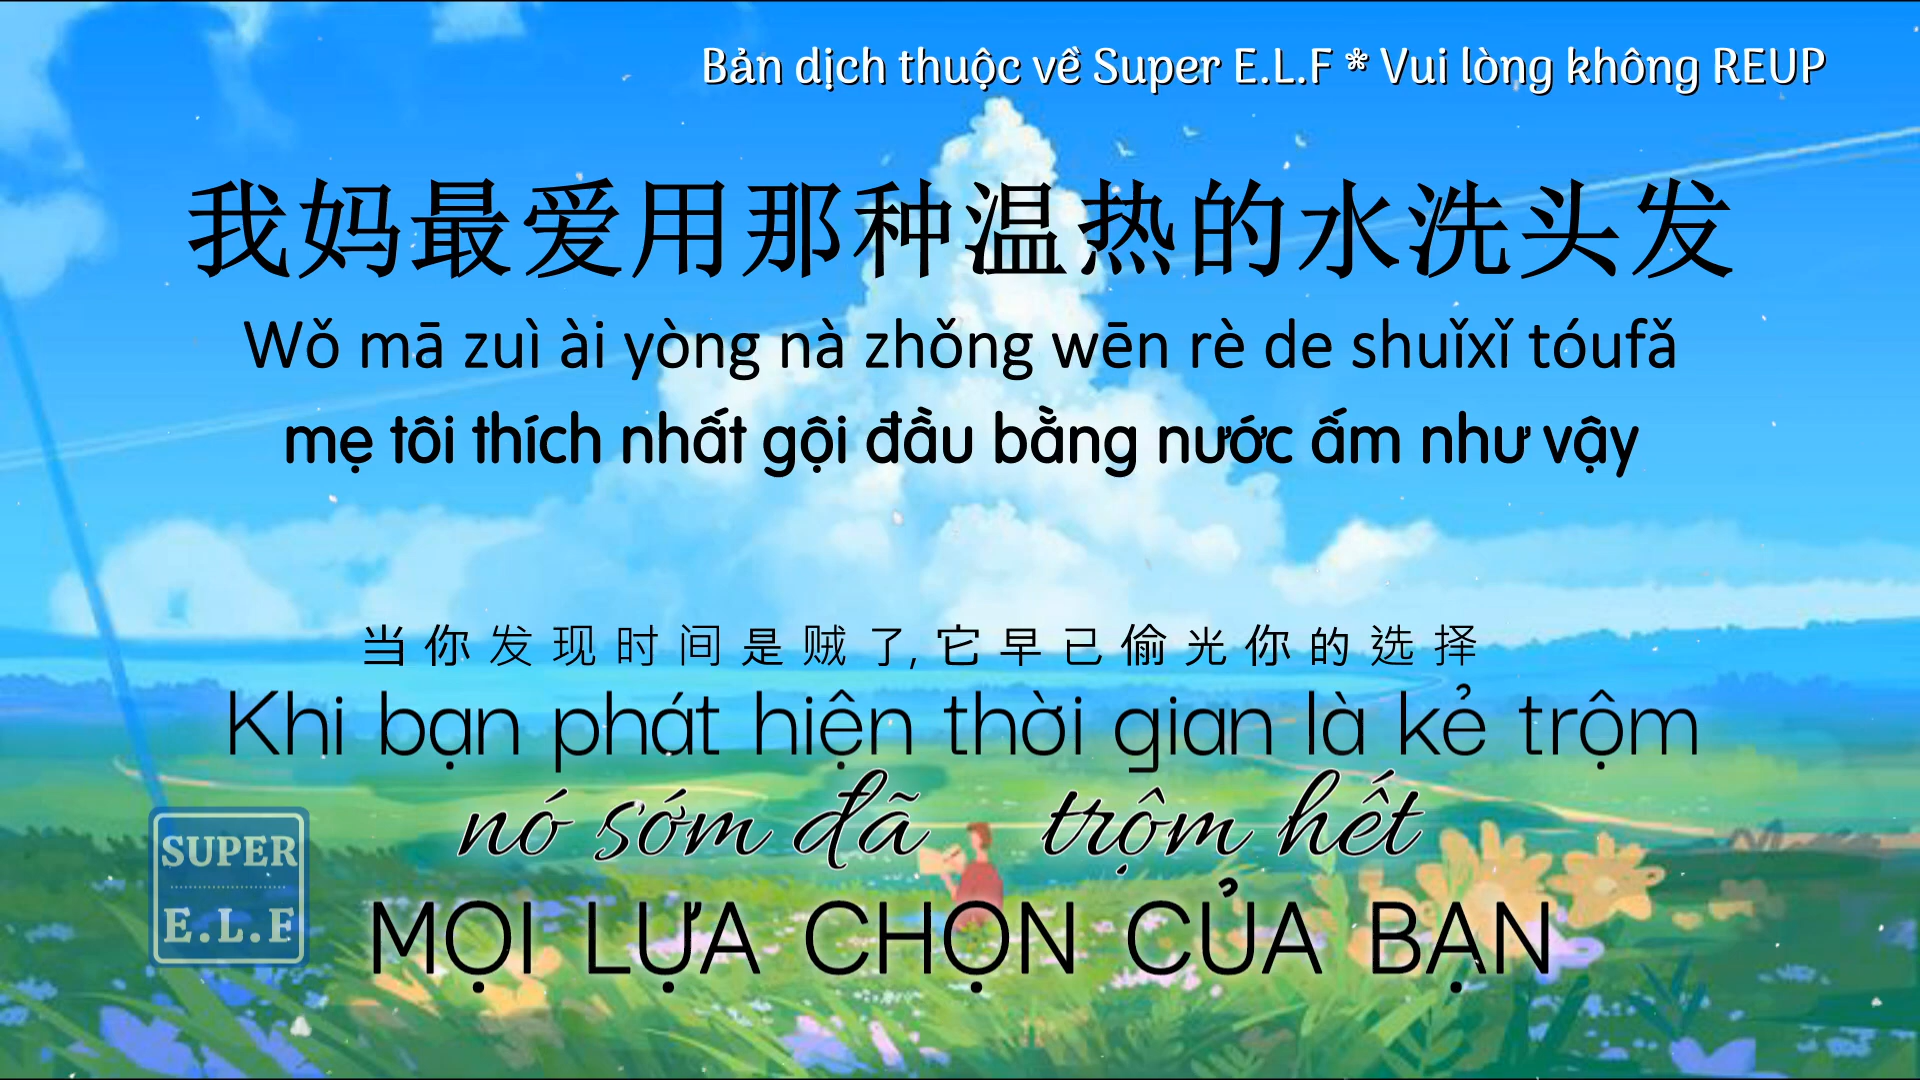 Bản dịch thuộc về Super E.L.F * Vui lòng không REUP
我妈最爱用那种温热的水洗头发
Wǒ mā zuì ài yòng nà zhǒng wēn rè de shuǐxǐ tóufǎ
mẹ tôi thích nhất gội đầu bằng nước ấm như vậy
当你发现时间是贼了,它早已偷光你的选择
Khi bạn phát hiện thời gian là kẻ trộm
nó sớm đã trộm hết
MỌI LỰA CHỌN CỦA BẠN
SUPER
E.L.F